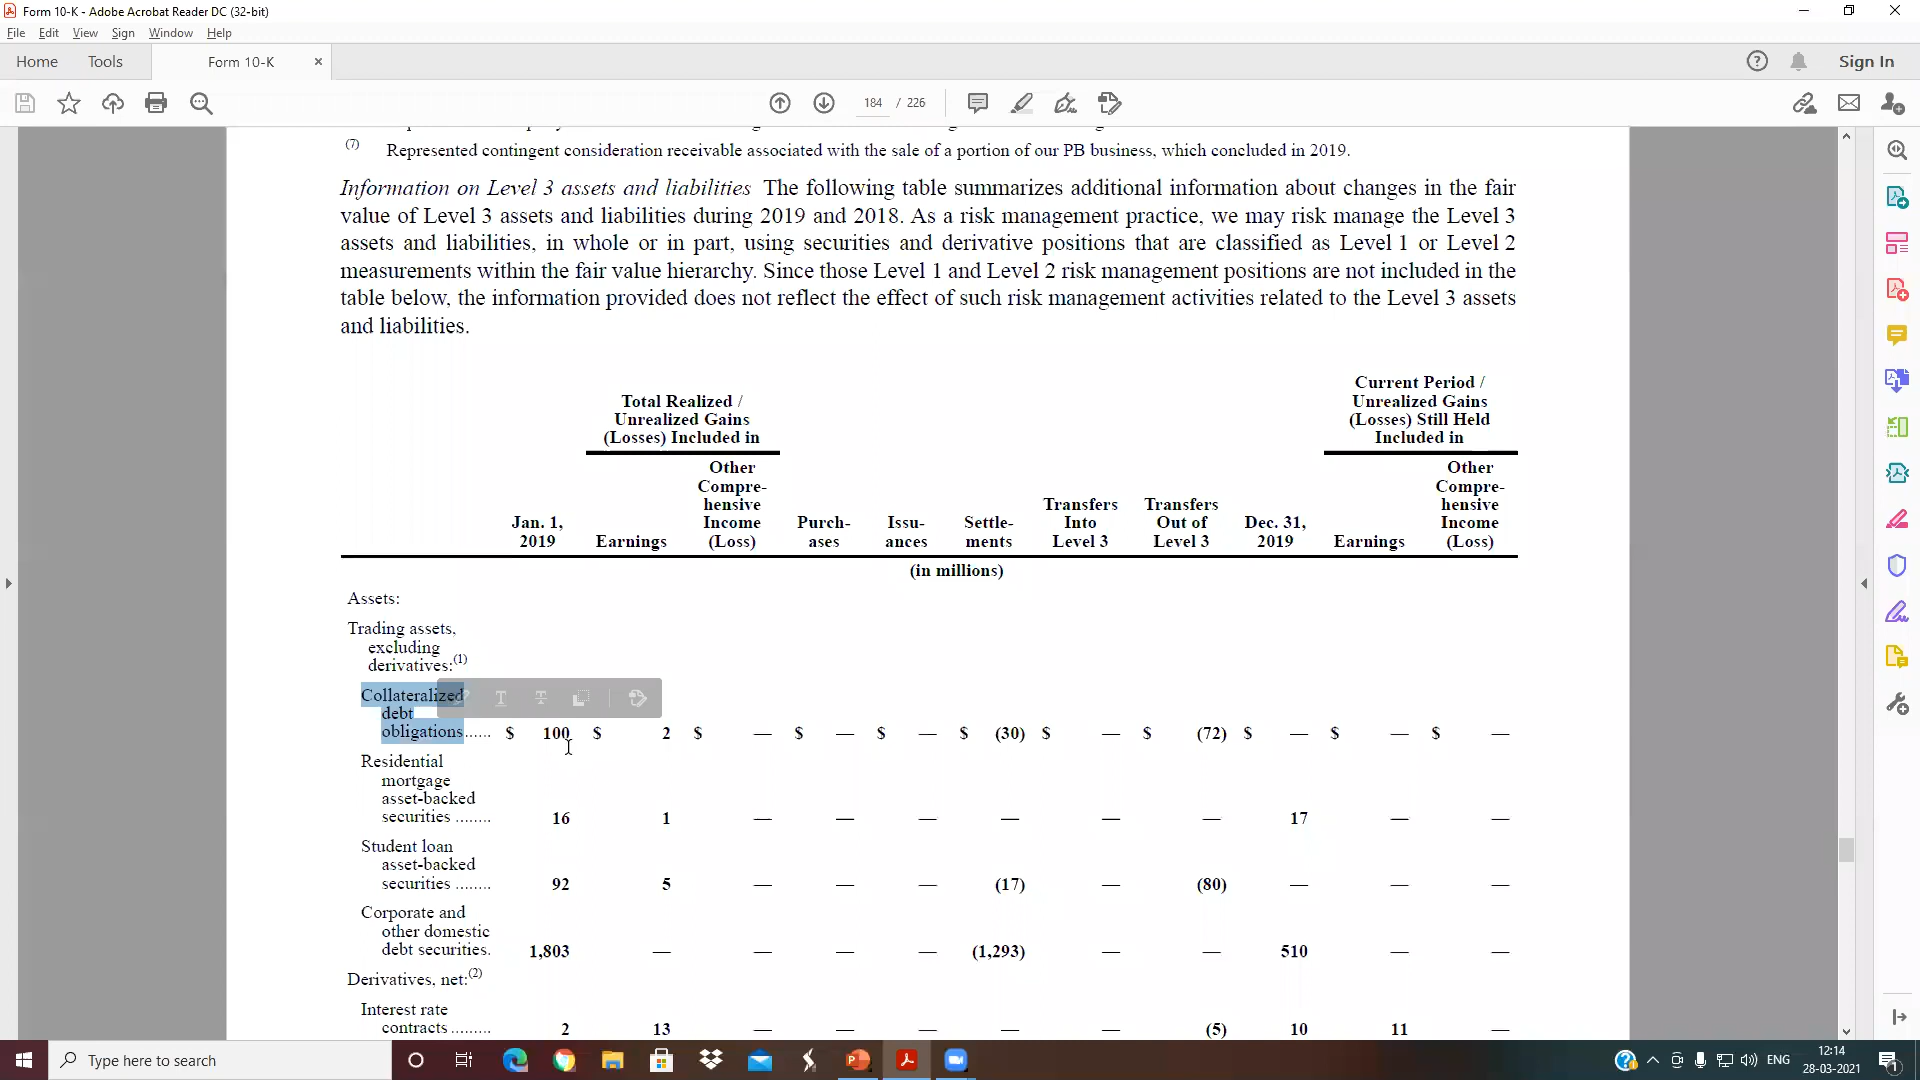 Form 10-K - Adobe Acrobat Reader DC (32-bit)
File Edit View Sign Window Help
Home Tools Form 10-K × Sign In
184 / 226
(7) Represented contingent consideration receivable associated with the sale of a portion of our PB business, which concluded in 2019.
Information on Level 3 assets and liabilities The following table summarizes additional information about changes in the fair
value of Level 3 assets and liabilities during 2019 and 2018. As a risk management practice, we may risk manage the Level 3
assets and liabilities, in whole or in part, using securities and derivative positions that are classified as Level 1 or Level 2
measurements within the fair value hierarchy. Since those Level 1 and Level 2 risk management positions are not included in the
table below, the information provided does not reflect the effect of such risk management activities related to the Level 3 assets
and liabilities.
Total Realized /
Unrealized Gains
(Losses) Included in
Current Period /
Unrealized Gains
(Losses) Still Held
Included in
Jan. 1,
2019
Earnings
Other
Compre-
hensive
Income
(Loss)
Purch-
ases
Issu-
ances
Settle-
ments
Transfers
Into
Level 3
Transfers
Out of
Level 3
Dec. 31,
2019
Earnings
Other
Compre-
hensive
Income
(Loss)
(in millions)
Assets:
Trading assets,
excluding
derivatives:(1)
Collateralized
debt
obligations...... $ 100 $ 2 $ — $ — $ — $ (30) $ — $ (72) $ — $ — $ —
Residential
mortgage
asset-backed
securities ........ 16 1 — — — — — — 17 — —
Student loan
asset-backed
securities ........ 92 5 — — — (17) — (80) — — —
Corporate and
other domestic
debt securities. 1,803 — — — — (1,293) — — 510 — —
Derivatives, net:(2)
Interest rate
contracts ......... 2 13 — — — — — (5) 10 11 —
Type here to search
ENG
12:14
28-03-2021